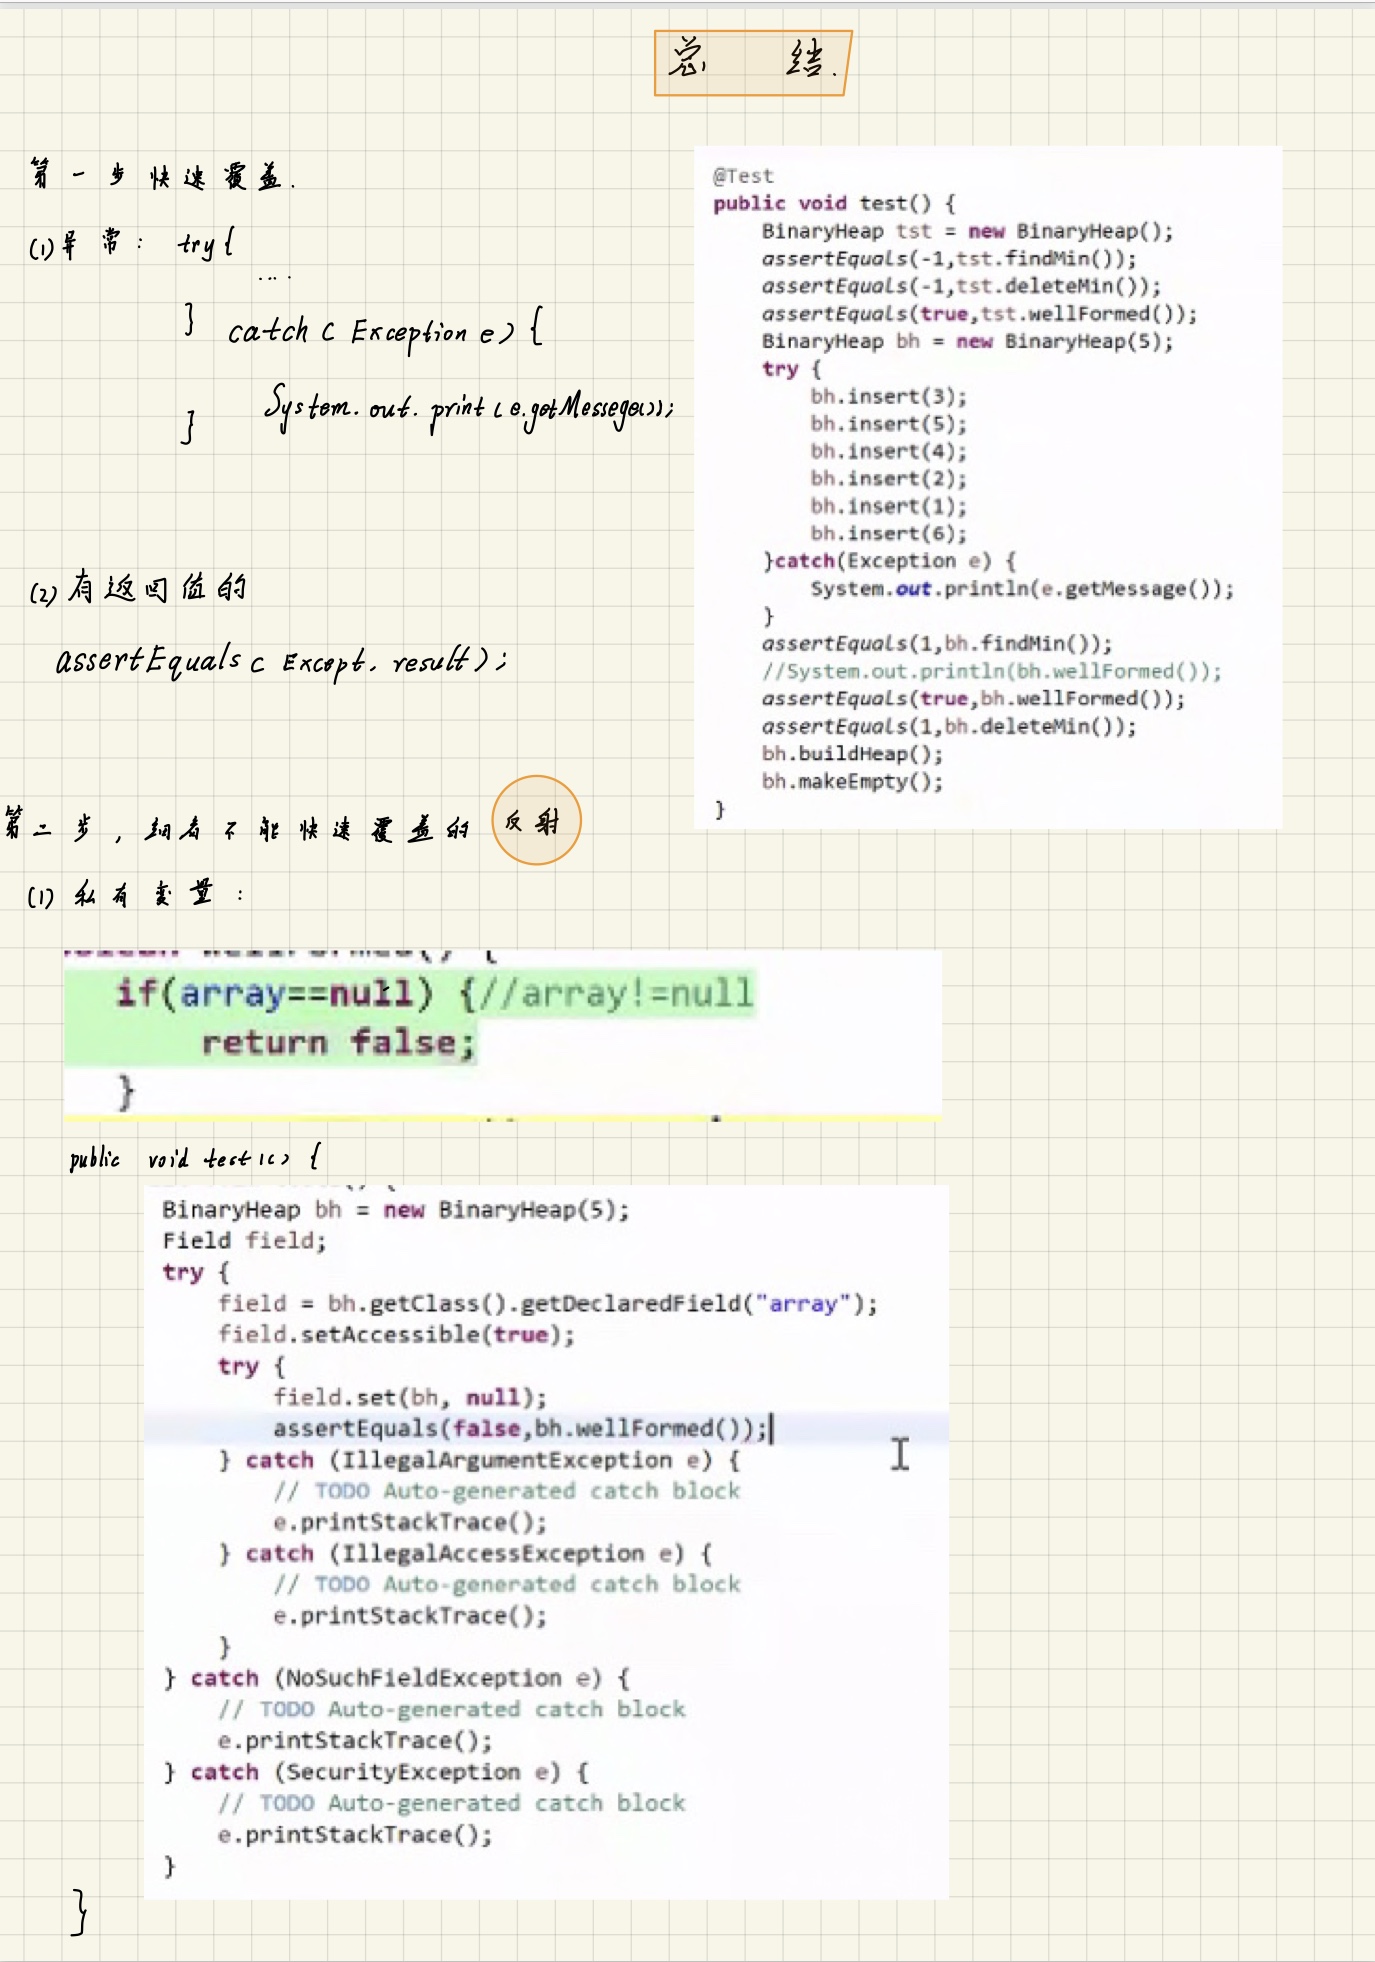 总 结.
第一步快速覆盖.
(1)异常: try{
....
} catch ( Exception e) {
System.out.print(e.getMessege());
}
(2)有返回值的
assertEquals( Except. result);
@Test
public void test() {
BinaryHeap tst = new BinaryHeap();
assertEquals(-1,tst.findMin());
assertEquals(-1,tst.deleteMin());
assertEquals(true,tst.wellFormed());
BinaryHeap bh = new BinaryHeap(5);
try {
bh.insert(3);
bh.insert(5);
bh.insert(4);
bh.insert(2);
bh.insert(1);
bh.insert(6);
}catch(Exception e) {
System.out.println(e.getMessage());
}
assertEquals(1,bh.findMin());
//System.out.println(bh.wellFormed());
assertEquals(true,bh.wellFormed());
assertEquals(1,bh.deleteMin());
bh.buildHeap();
bh.makeEmpty();
}
第二步,细看不能快速覆盖的 反射
(1)私有变量:
wellFormed() {
if(array==null) {//array!=null
return false;
}
public void test1() {
BinaryHeap bh = new BinaryHeap(5);
Field field;
try {
field = bh.getClass().getDeclaredField("array");
field.setAccessible(true);
try {
field.set(bh, null);
assertEquals(false,bh.wellFormed());
} catch (IllegalArgumentException e) {
// TODO Auto-generated catch block
e.printStackTrace();
} catch (IllegalAccessException e) {
// TODO Auto-generated catch block
e.printStackTrace();
}
} catch (NoSuchFieldException e) {
// TODO Auto-generated catch block
e.printStackTrace();
} catch (SecurityException e) {
// TODO Auto-generated catch block
e.printStackTrace();
}
}